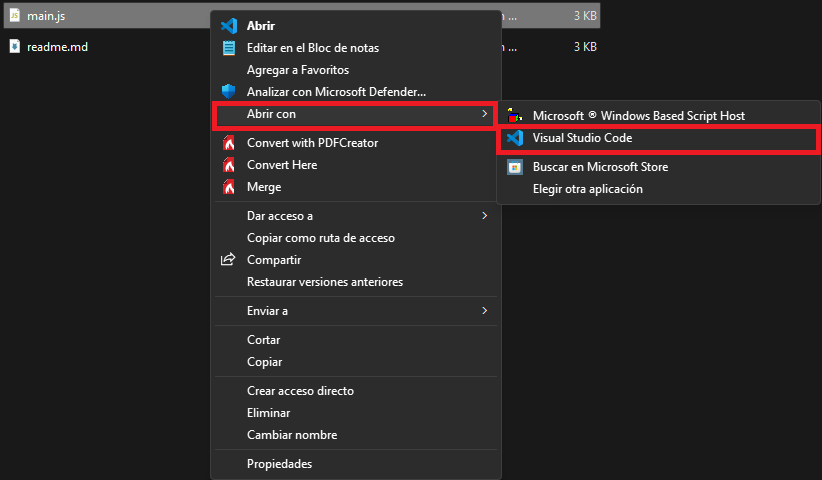 main.js
n ...
3 KB
readme.md
n ...
3 KB
Abrir
Editar en el Bloc de notas
Agregar a Favoritos
Analizar con Microsoft Defender...
Abrir con
Convert with PDFCreator
Convert Here
Merge
Dar acceso a
Copiar como ruta de acceso
Compartir
Restaurar versiones anteriores
Enviar a
Cortar
Copiar
Crear acceso directo
Eliminar
Cambiar nombre
Propiedades
Microsoft ® Windows Based Script Host
Visual Studio Code
Buscar en Microsoft Store
Elegir otra aplicación